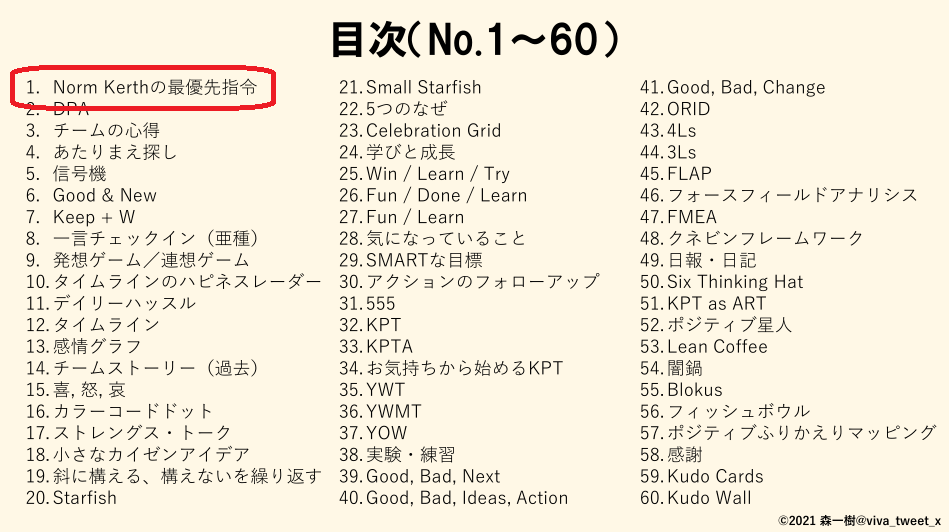 目次(No.1～60)
1. Norm Kerthの最優先指令
2. DPA
3. チームの心得
4. あたりまえ探し
5. 信号機
6. Good & New
7. Keep + W
8. 一言チェックイン（亜種）
9. 発想ゲーム／連想ゲーム
10. タイムラインのハピネスレーダー
11. デイリーハッスル
12. タイムライン
13. 感情グラフ
14. チームストーリー（過去）
15. 喜, 怒, 哀
16. カラーコードドット
17. ストレングス・トーク
18. 小さなカイゼンアイデア
19. 斜に構える、構えないを繰り返す
20. Starfish
21. Small Starfish
22. 5つのなぜ
23. Celebration Grid
24. 学びと成長
25. Win / Learn / Try
26. Fun / Done / Learn
27. Fun / Learn
28. 気になっていること
29. SMARTな目標
30. アクションのフォローアップ
31. 555
32. KPT
33. KPTA
34. お気持ちから始めるKPT
35. YWT
36. YWMT
37. YOW
38. 実験・練習
39. Good, Bad, Next
40. Good, Bad, Ideas, Action
41. Good, Bad, Change
42. ORID
43. 4Ls
44. 3Ls
45. FLAP
46. フォースフィールドアナリシス
47. FMEA
48. クネビンフレームワーク
49. 日報・日記
50. Six Thinking Hat
51. KPT as ART
52. ポジティブ星人
53. Lean Coffee
54. 闇鍋
55. Blokus
56. フィッシュボウル
57. ポジティブふりかえりマッピング
58. 感謝
59. Kudo Cards
60. Kudo Wall
©2021 森一樹@viva_tweet_x